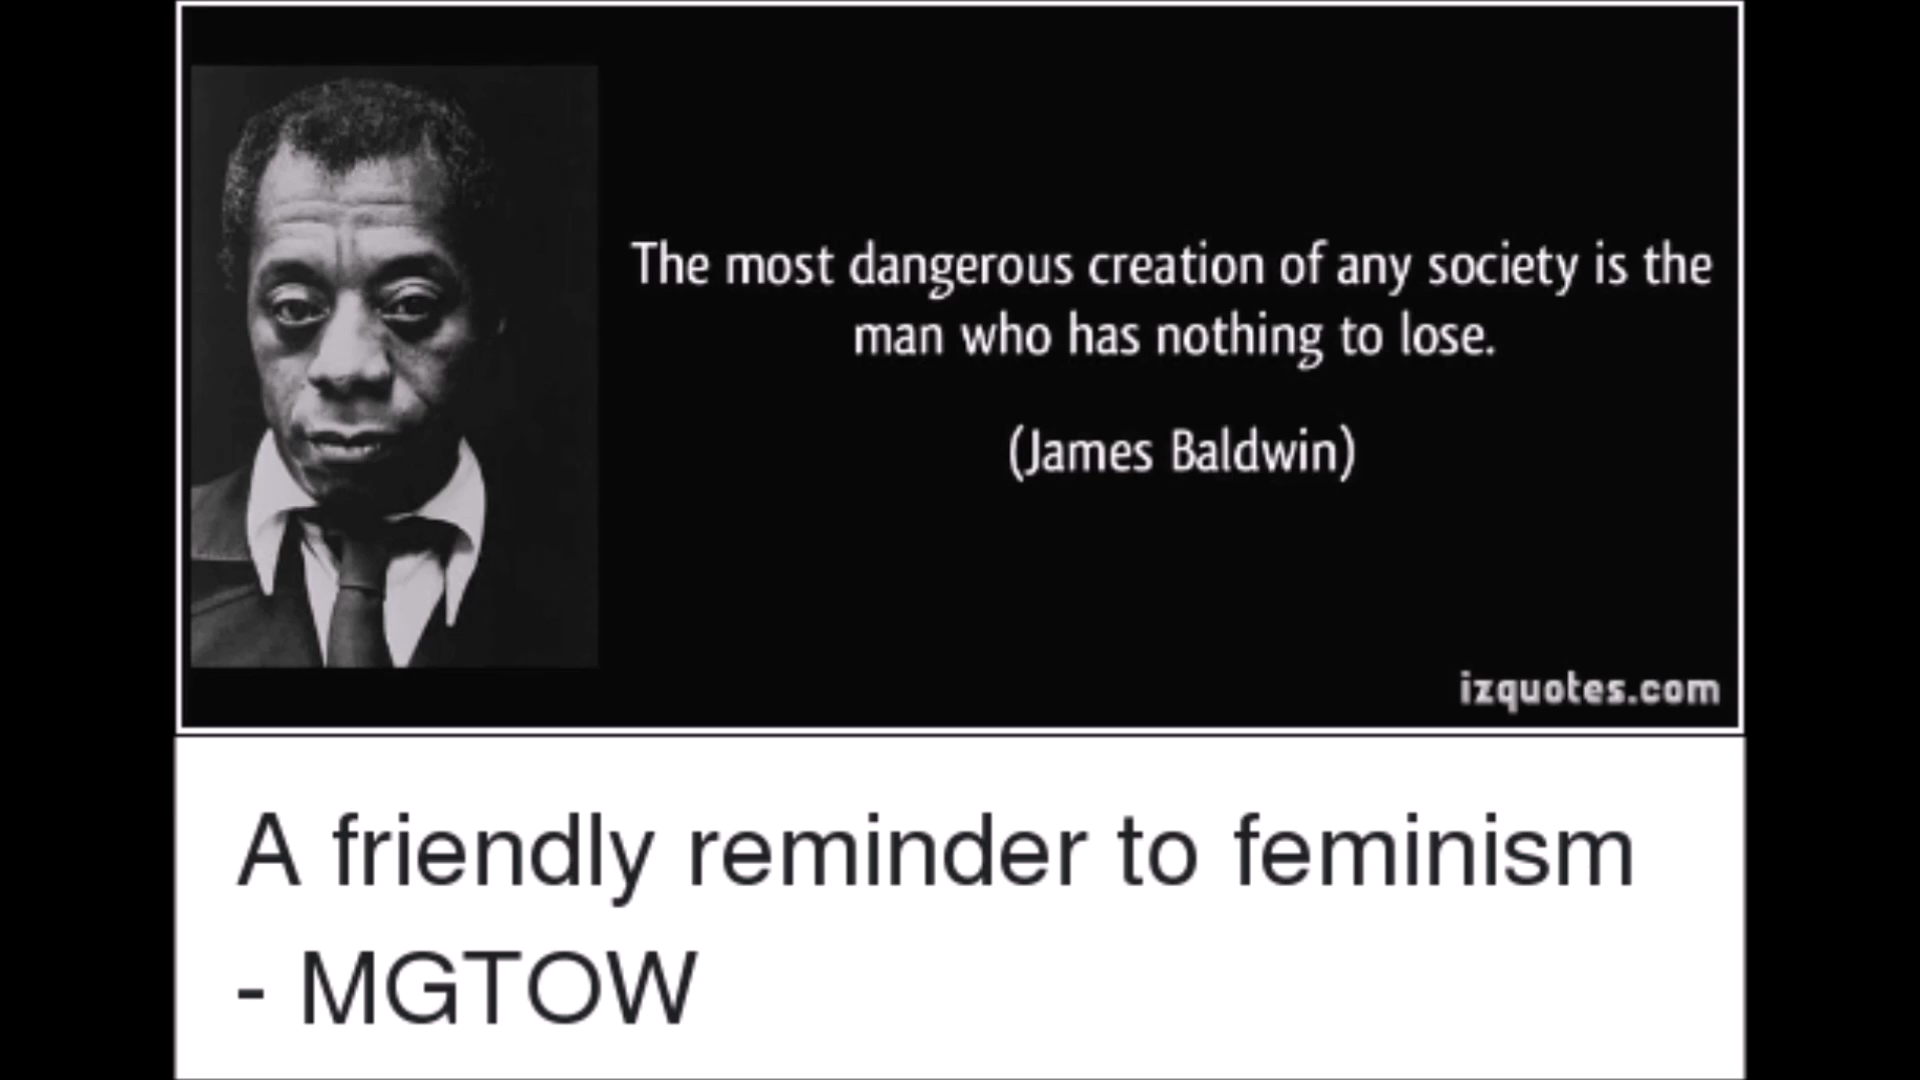 The most dangerous creation of any society is the
man who has nothing to lose.
(James Baldwin)
izquotes.com
A friendly reminder to feminism
- MGTOW